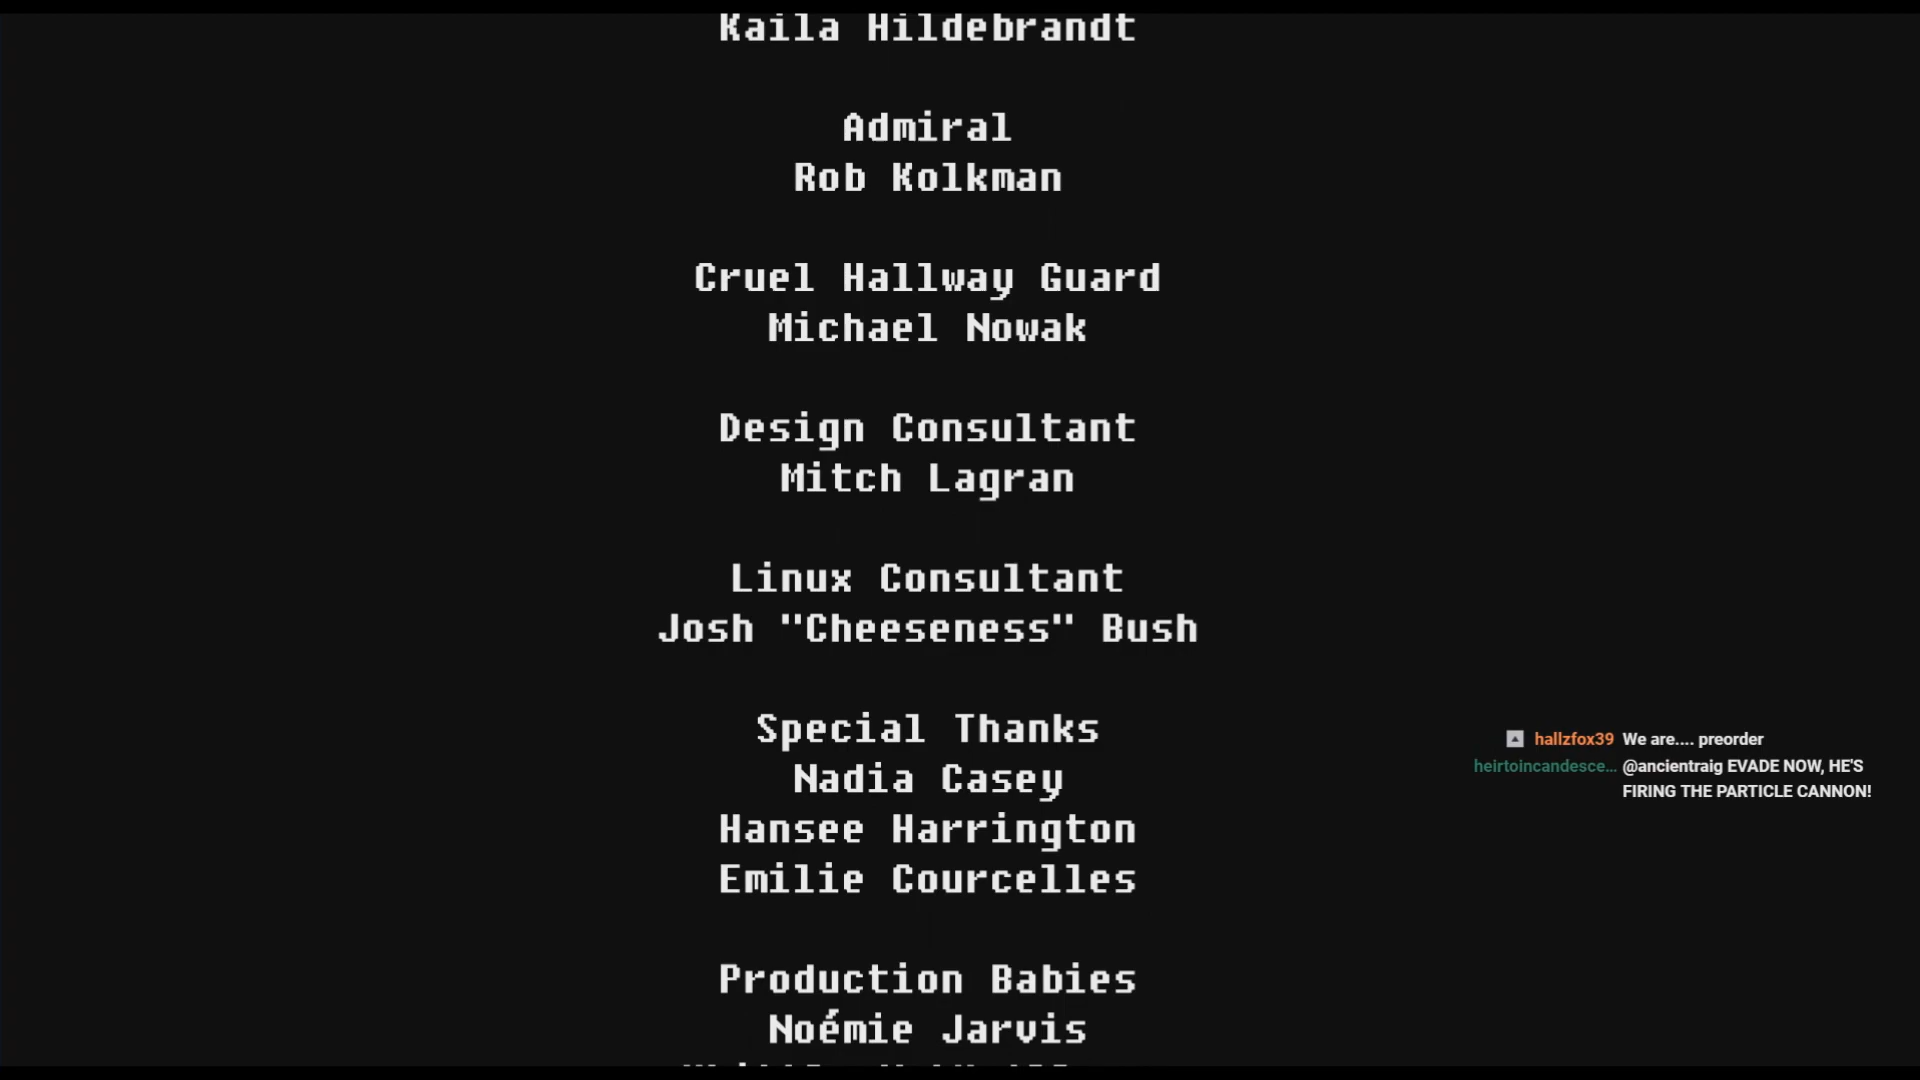 Kaila Hildebrandt
Admiral
Rob Kolkman
Cruel Hallway Guard
Michael Nowak
Design Consultant
Mitch Lagran
Linux Consultant
Josh "Cheeseness" Bush
Special Thanks
Nadia Casey
Hansee Harrington
Emilie Courcelles
Production Babies
Noémie Jarvis
hallzfox39 We are.... preorder
heirtoincandesce... @ancientraig EVADE NOW, HE'S
FIRING THE PARTICLE CANNON!